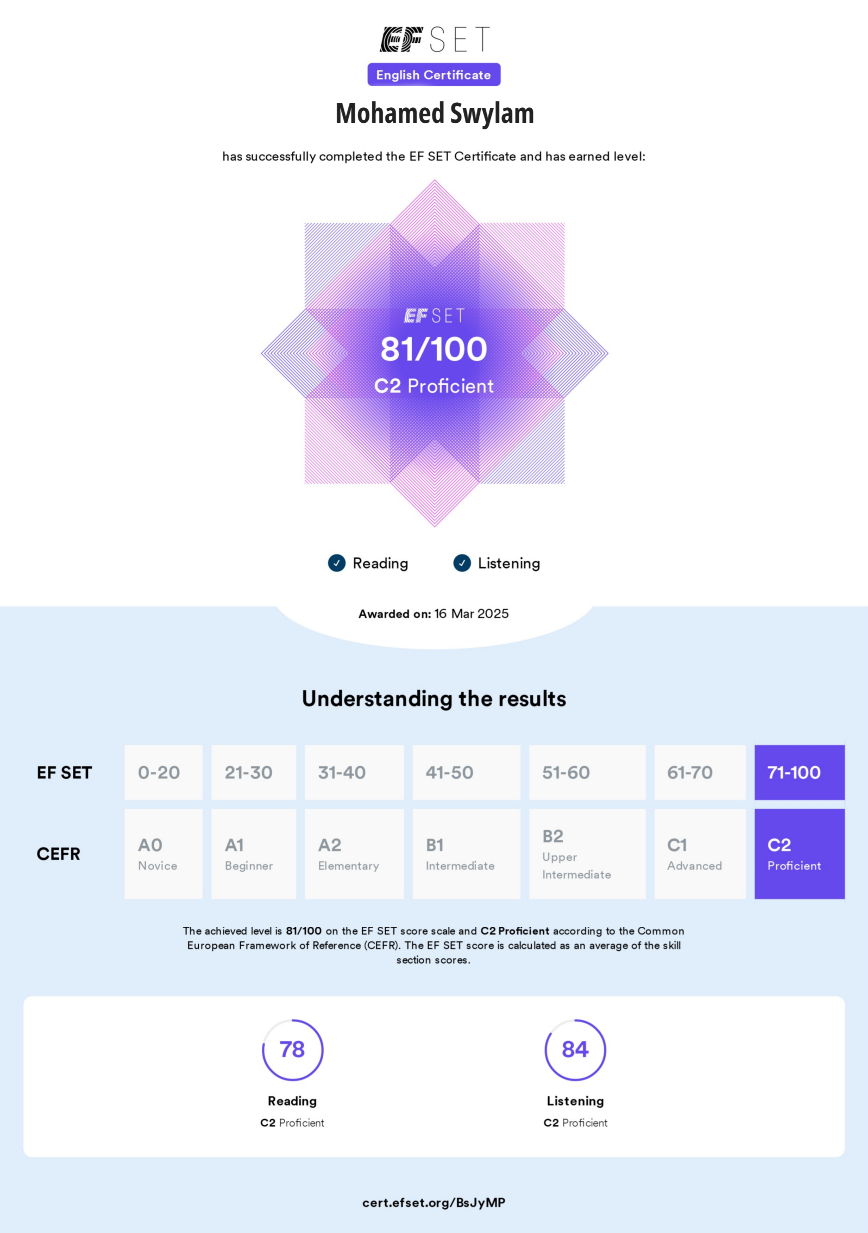 EF SET
English Certificate
Mohamed Swylam
has successfully completed the EF SET Certificate and has earned level:
EF SET
81/100
C2 Proficient
Reading
Listening
Awarded on: 16 Mar 2025
Understanding the results
EF SET 0-20 21-30 31-40 41-50 51-60 61-70 71-100
CEFR
A0
Novice
A1
Beginner
A2
Elementary
B1
Intermediate
B2
Upper
Intermediate
C1
Advanced
C2
Proficient
The achieved level is 81/100 on the EF SET score scale and C2 Proficient according to the Common
European Framework of Reference (CEFR). The EF SET score is calculated as an average of the skill
section scores.
78
Reading
C2 Proficient
84
Listening
C2 Proficient
cert.efset.org/BsJyMP